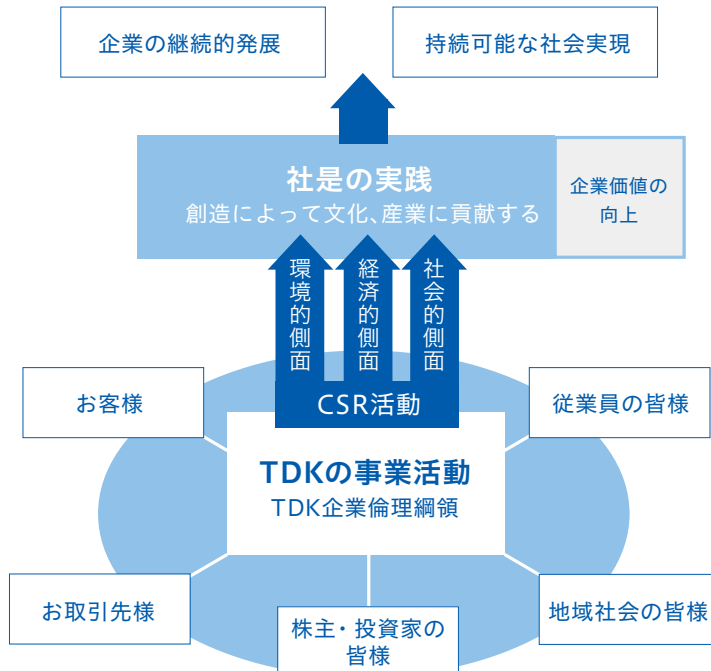 企業の継続的発展
持続可能な社会実現
社是の実践
創造によって文化、産業に貢献する
企業価値の
向上
環境的側面
経済的側面
社会的側面
CSR活動
お客様
従業員の皆様
TDKの事業活動
TDK企業倫理綱領
お取引先様
株主・投資家の
皆様
地域社会の皆様